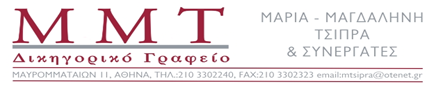 ΜΜΤ
Δικηγορικό Γραφείο
ΜΑΡΙΑ - ΜΑΓΔΑΛΗΝΗ
ΤΣΙΠΡΑ
& ΣΥΝΕΡΓΑΤΕΣ
ΜΑΥΡΟΜΜΑΤΑΙΩΝ 11, ΑΘΗΝΑ, ΤΗΛ.:210 3302240, FAX:210 3302323 email:mtsipra@otenet.gr